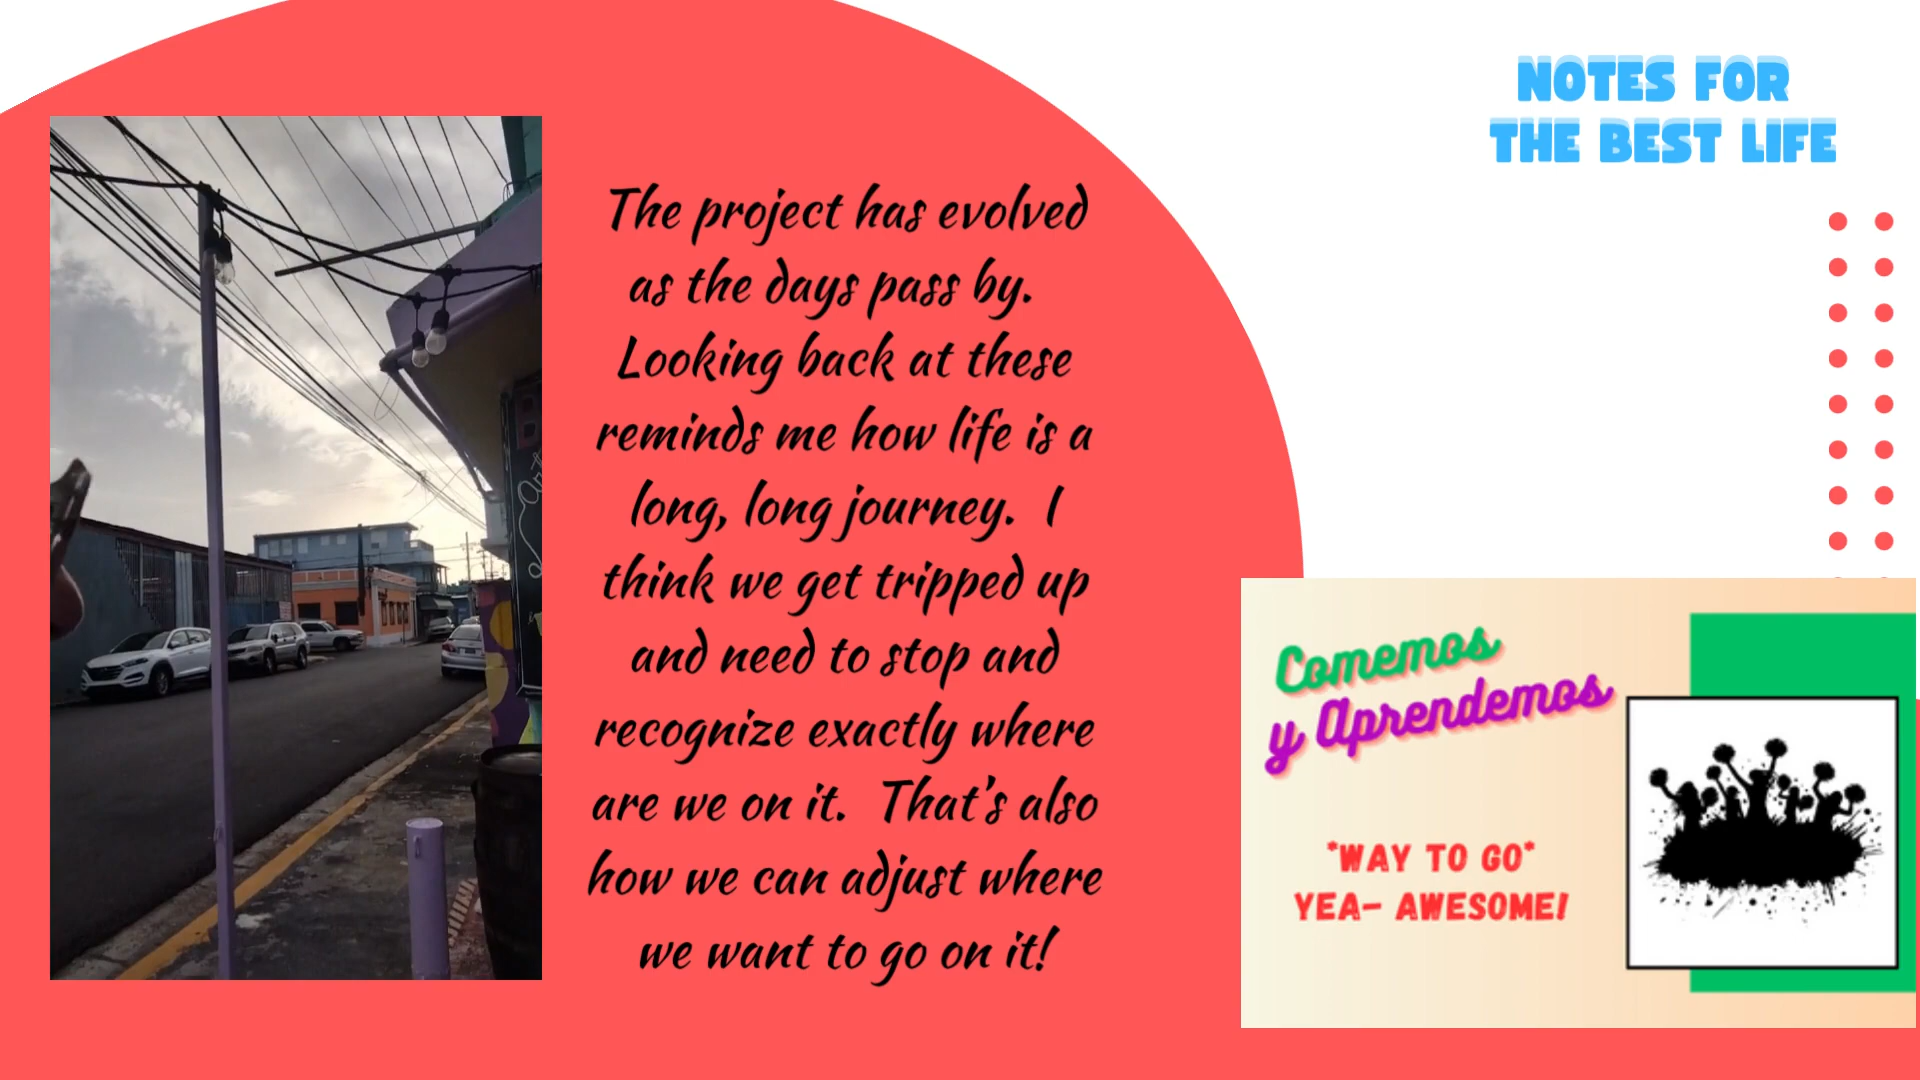 NOTES FOR
THE BEST LIFE
The project has evolved
as the days pass by.
Looking back at these
reminds me how life is a
long, long journey. I
think we get tripped up
and need to stop and
recognize exactly where
are we on it. That's also
how we can adjust where
we want to go on it!
Comemos
y Aprendemos
*WAY TO GO*
YEA- AWESOME!